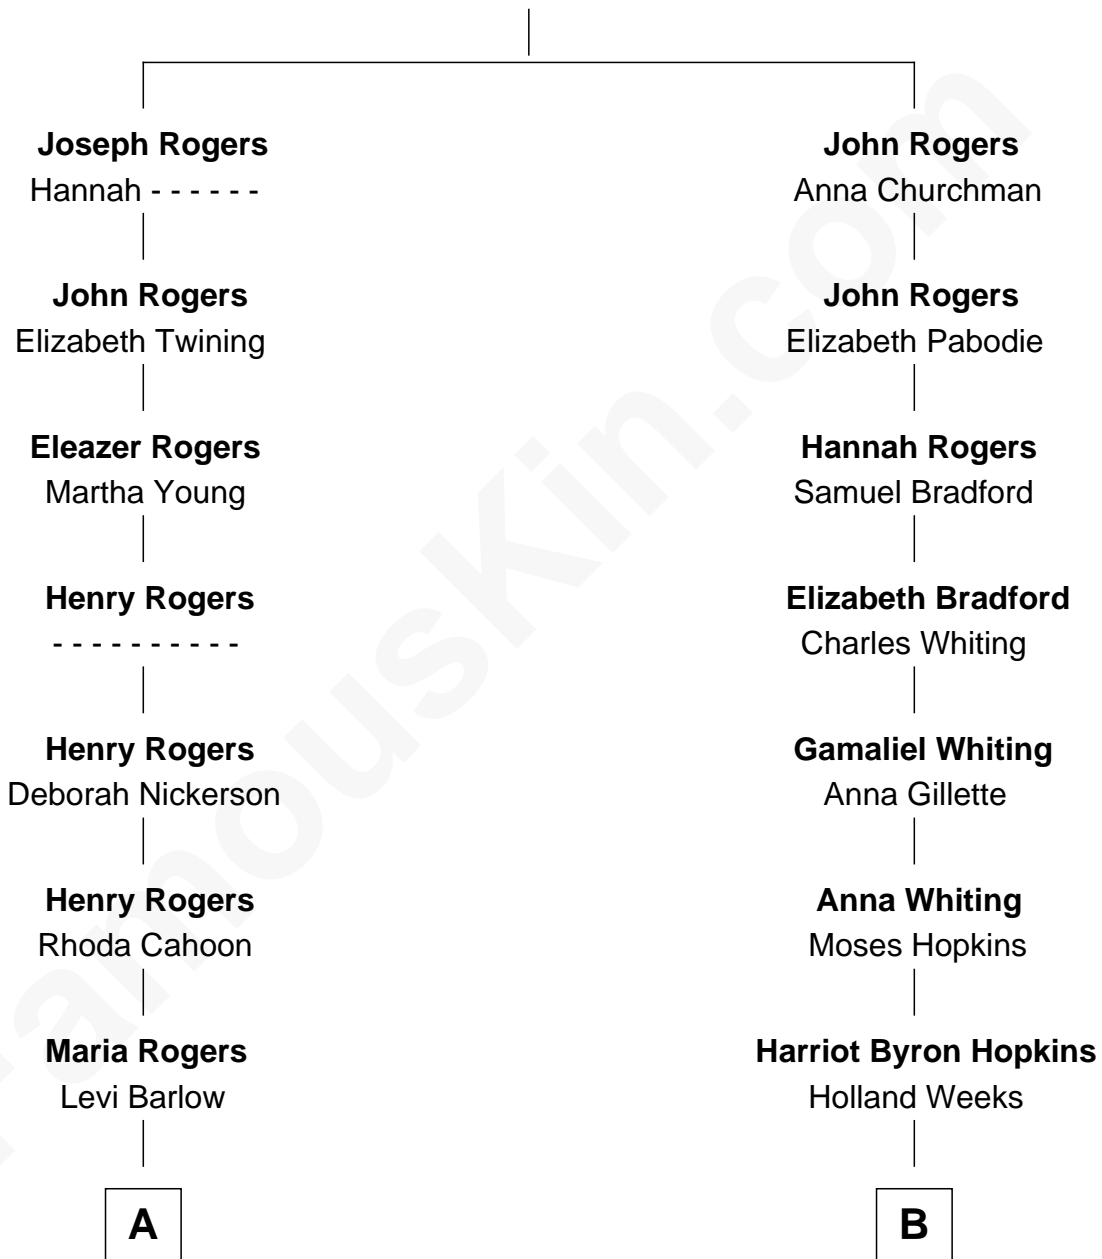 Joseph Rogers
Hannah - - - - - -
John Rogers
Elizabeth Twining
Eleazer Rogers
Martha Young
Henry Rogers
- - - - - - - - - -
Henry Rogers
Deborah Nickerson
Henry Rogers
Rhoda Cahoon
Maria Rogers
Levi Barlow
A
John Rogers
Anna Churchman
John Rogers
Elizabeth Pabodie
Hannah Rogers
Samuel Bradford
Elizabeth Bradford
Charles Whiting
Gamaliel Whiting
Anna Gillette
Anna Whiting
Moses Hopkins
Harriot Byron Hopkins
Holland Weeks
B
FamousKin.com